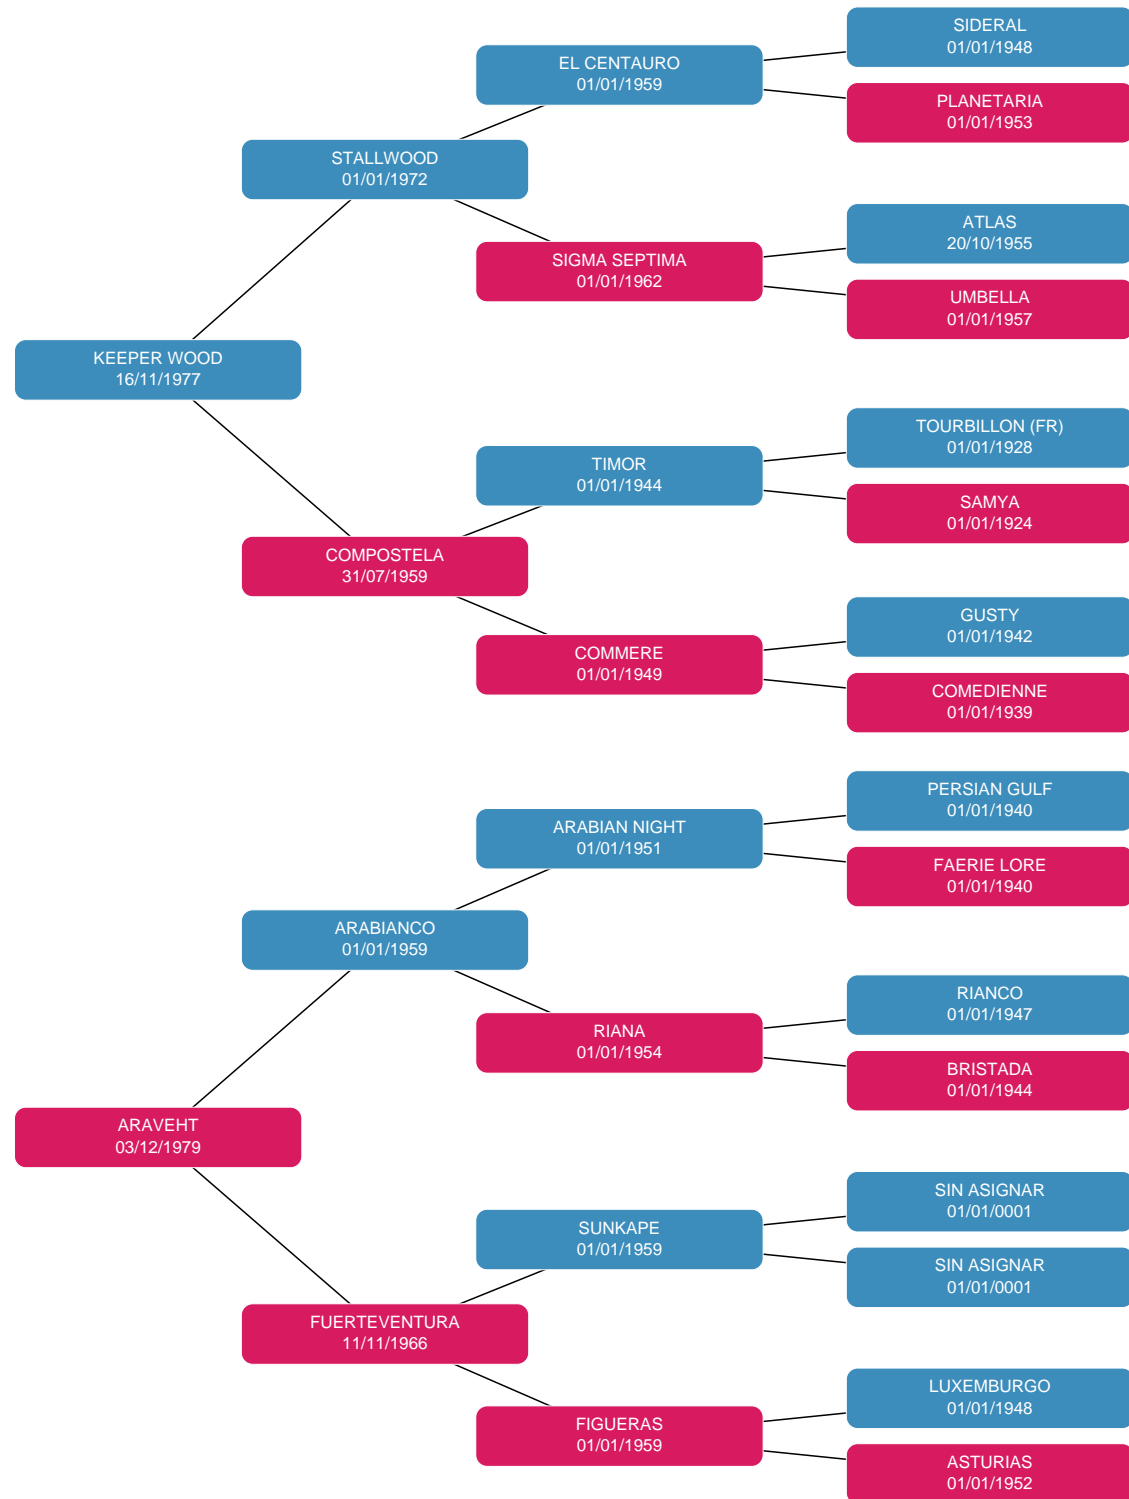 SIDERAL
01/01/1948
EL CENTAURO
01/01/1959
PLANETARIA
01/01/1953
STALLWOOD
01/01/1972
ATLAS
20/10/1955
SIGMA SEPTIMA
01/01/1962
UMBELLA
01/01/1957
KEEPER WOOD
16/11/1977
TOURBILLON (FR)
01/01/1928
TIMOR
01/01/1944
SAMYA
01/01/1924
COMPOSTELA
31/07/1959
GUSTY
01/01/1942
COMMERE
01/01/1949
COMEDIENNE
01/01/1939
PERSIAN GULF
01/01/1940
ARABIAN NIGHT
01/01/1951
FAERIE LORE
01/01/1940
ARABIANCO
01/01/1959
RIANCO
01/01/1947
RIANA
01/01/1954
BRISTADA
01/01/1944
ARAVEHT
03/12/1979
SIN ASIGNAR
01/01/0001
SUNKAPE
01/01/1959
SIN ASIGNAR
01/01/0001
FUERTEVENTURA
11/11/1966
LUXEMBURGO
01/01/1948
FIGUERAS
01/01/1959
ASTURIAS
01/01/1952